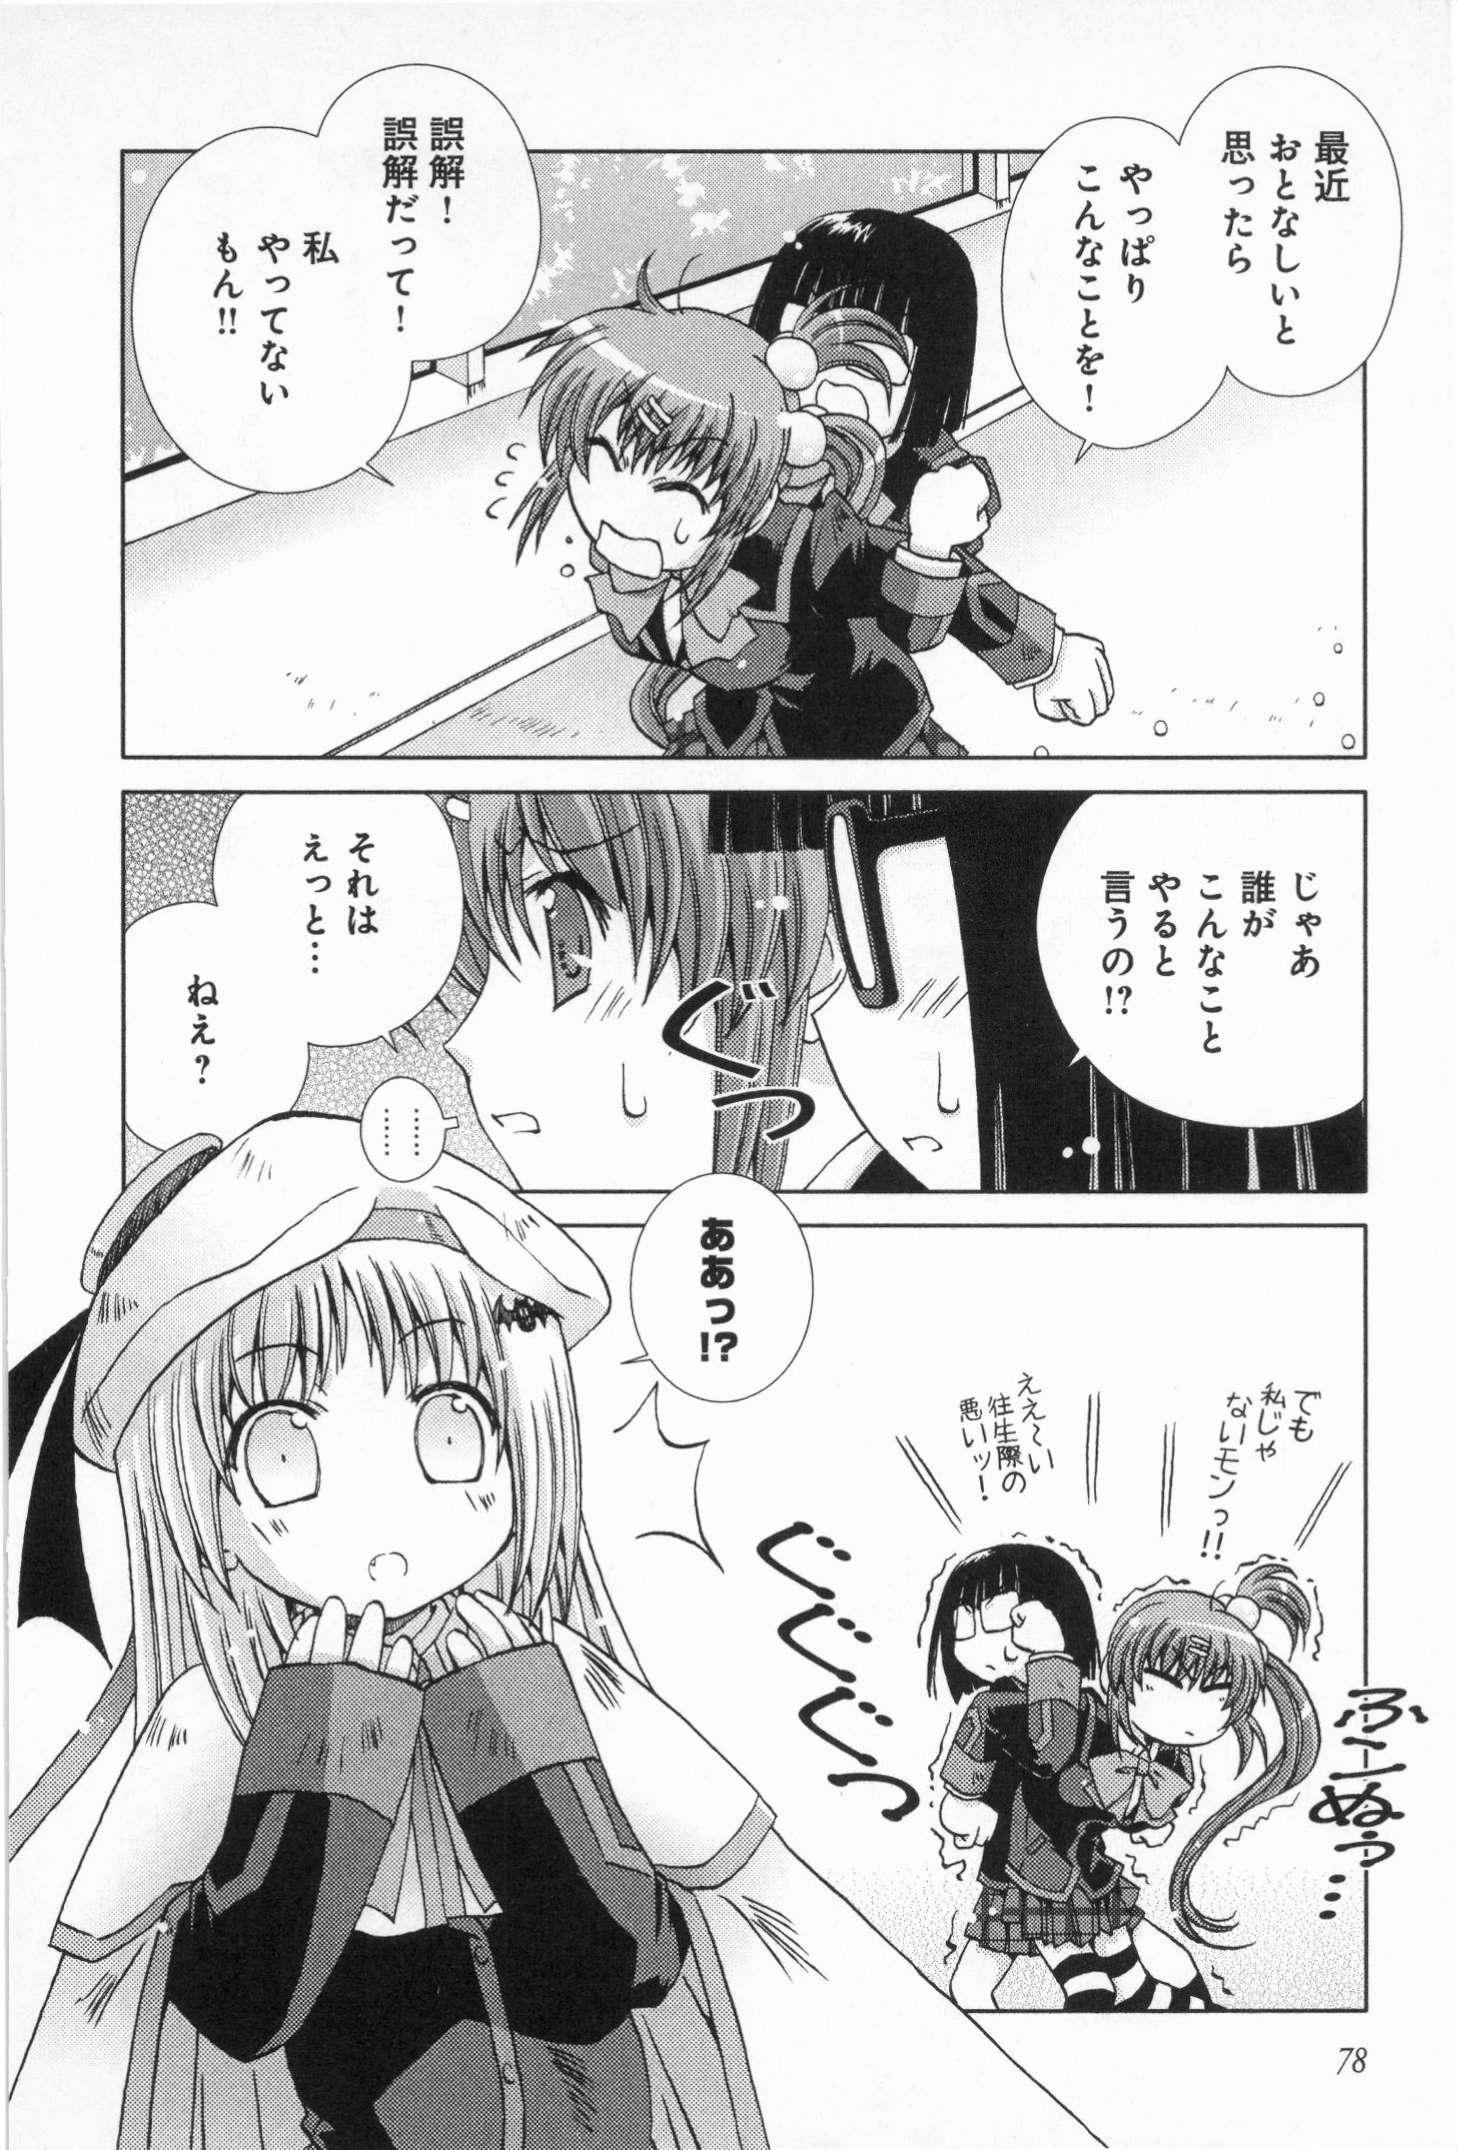 最近
おとなしいと
思ったら
やっぱり
こんなことを!
誤解!
誤解だって!
私
やってない
もん!!
じゃあ
誰が
こんなこと
やると
言うの!?
ぐっ
それは
えっと…
ねえ?
……
……
でも
私じゃ
ないモンっ!!
ええ〜い
往生際の
悪いッ!
ふこぬぅ…
ぐぐぐっ
ああっ!?
78